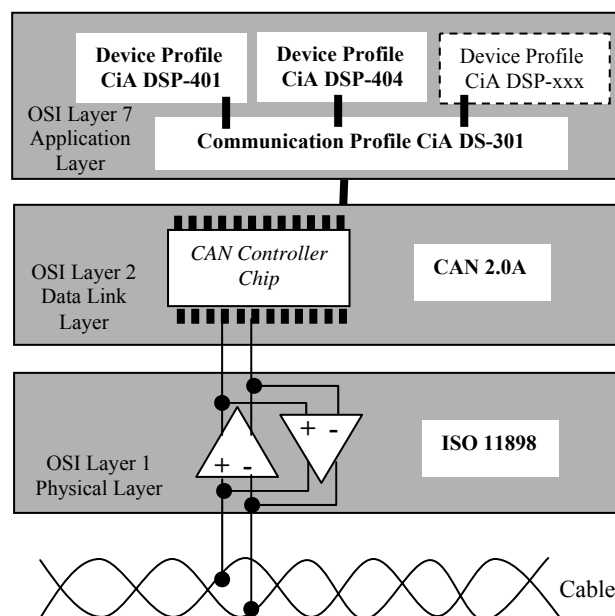 Device Profile
CiA DSP-401
Device Profile
CiA DSP-404
Device Profile
CiA DSP-xxx
OSI Layer 7
Application
Layer
Communication Profile CiA DS-301
OSI Layer 2
Data Link
Layer
CAN Controller
Chip
CAN 2.0A
OSI Layer 1
Physical Layer
+ -
+ -
ISO 11898
Cable